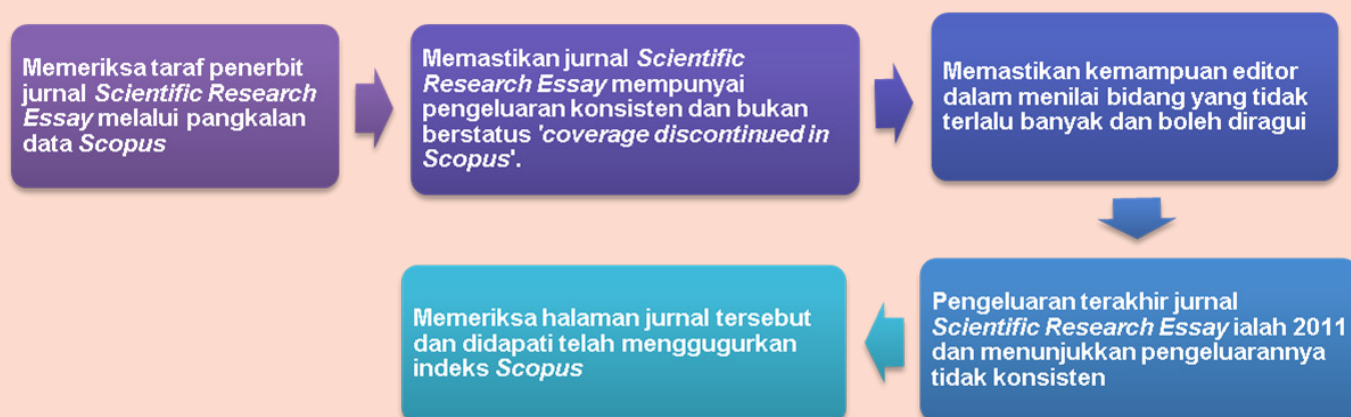 Memeriksa taraf penerbit
jurnal Scientific Research
Essay melalui pangkalan
data Scopus
Memastikan jurnal Scientific
Research Essay mempunyai
pengeluaran konsisten dan bukan
berstatus 'coverage discontinued in
Scopus'.
Memastikan kemampuan editor
dalam menilai bidang yang tidak
terlalu banyak dan boleh diragui
Pengeluaran terakhir jurnal
Scientific Research Essay ialah 2011
dan menunjukkan pengeluarannya
tidak konsisten
Memeriksa halaman jurnal tersebut
dan didapati telah menggugurkan
indeks Scopus